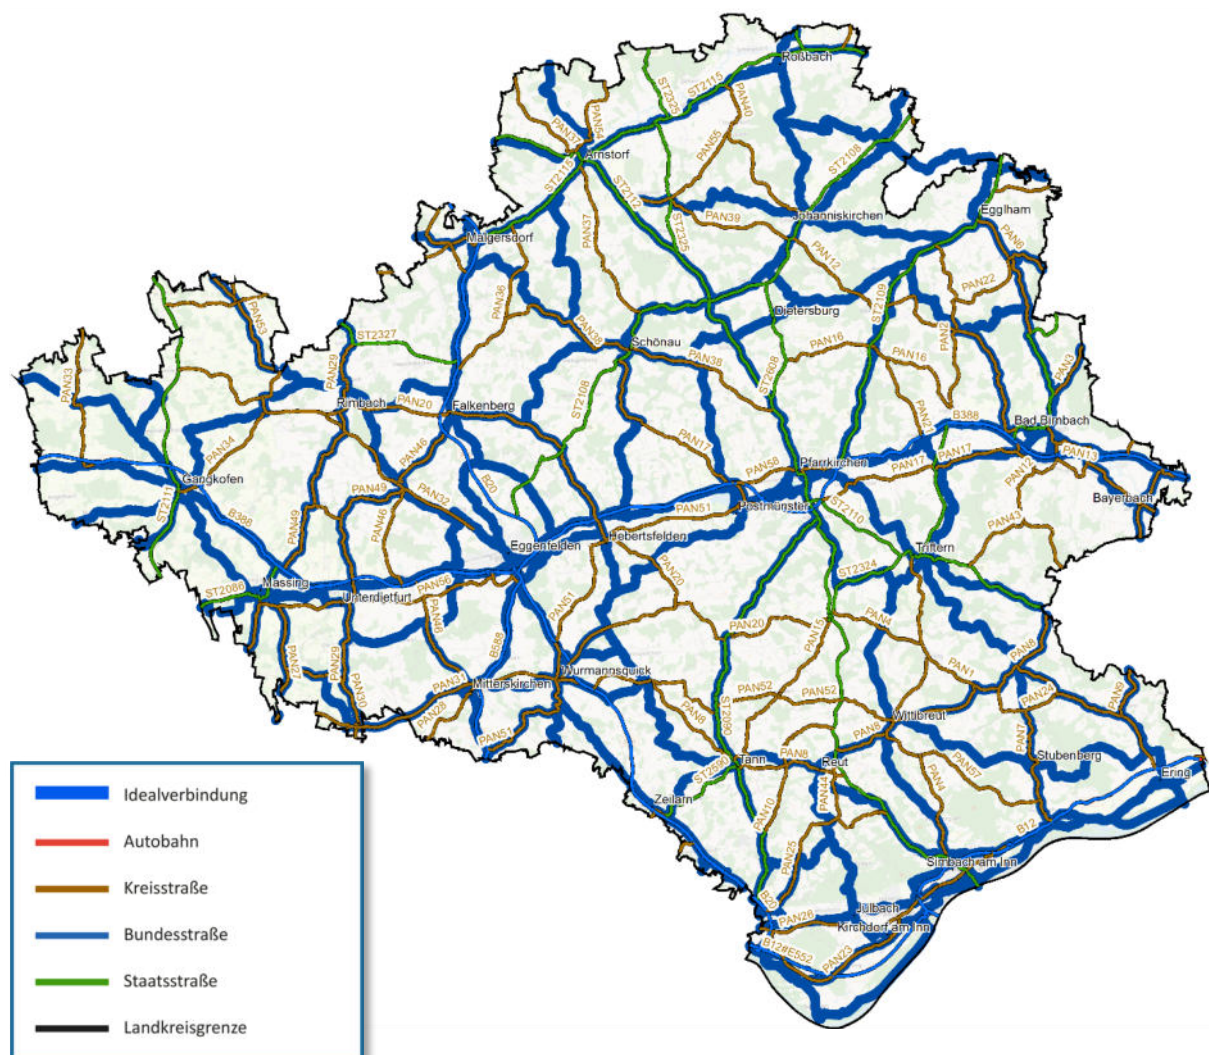 Roßbach
ST2115
ST2325
PAN40
PAN54
PAN37
Arnstorf
PAN55
ST2108
ST2115
ST2112
Egglham
Johanniskirchen
PAN39
PAN37
ST2325
Malgersdorf
PAN6
PAN12
PAN22
PAN36
ST2109
PAN53
Dietersburg
PAN2
ST2327
PAN38
Schönau
PAN16
PAN16
PAN3
PAN38
PAN29
PAN33
ST2608
Rimbach
PAN20
Falkenberg
ST2108
B388
Bad Birnbach
PAN21
PAN34
PAN46
PAN17
PAN17
PAN17
PAN13
Pfarrkirchen
PAN58
PAN12
Gangkofen
B20
PAN49
PAN32
Bayerbach
ST2111
B388
PAN49
PAN46
PAN51
Postmünster
ST2110
PAN43
Hebertsfelden
Eggenfelden
Triftern
ST2324
Massing
ST2086
PAN56
Unterdietfurt
PAN20
PAN51
PAN46
PAN20
PAN15
PAN4
B588
PAN8
PAN27
PAN29
Wurmannsquick
PAN1
PAN31
Mitterskirchen
PAN30
PAN52
PAN52
PAN24
PAN9
ST2090
PAN28
PAN8
Wittibreut
PAN51
PAN8
PAN7
PAN8
Tann
Reut
Stubenberg
ST2590
PAN57
PAN4
Ering
PAN44
Zeilarn
PAN10
B12
PAN25
Simbach am Inn
B20
PAN26
Julbach
Kirchdorf am Inn
B12#E552
PAN23
Idealverbindung
Autobahn
Kreisstraße
Bundesstraße
Staatsstraße
Landkreisgrenze